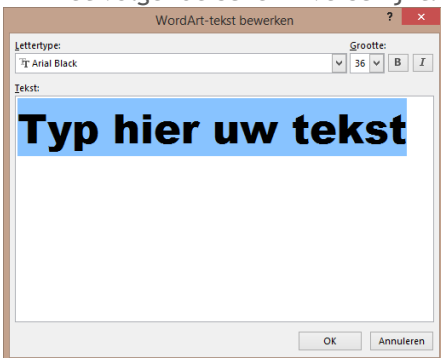 WordArt-tekst bewerken ? ×
Lettertype: Grootte:
Arial Black 36 B I
Tekst:
Typ hier uw tekst
OK Annuleren